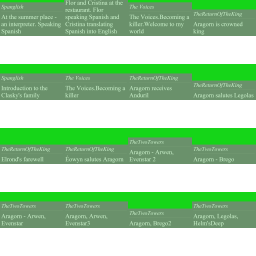 Spanglish
At the summer place -
an interpreter. Speaking
Spanish
Flor and Cristina at the
restaurant .Flor
speaking Spanish and
Cristina translating
Spanish into English
The Voices
The Voices.Becoming a
killer.Welcome to my
world
TheReturnOfTheKing
Aragorn is crowned
king
Spanglish
Introduction to the
Clasky's family
The Voices
The Voices.Becoming a
killer
TheReturnOfTheKing
Aragorn receives
Anduril
TheReturnOfTheKing
Aragorn salutes Legolas
TheReturnOfTheKing
Elrond's farewell
TheReturnOfTheKing
Eowyn salutes Aragorn
TheTwoTowers
Aragorn - Arwen,
Evenstar 2
TheTwoTowers
Aragorn - Brego
TheTwoTowers
Aragorn - Arwen,
Evenstar
TheTwoTowers
Aragorn, Arwen,
Evenstar3
TheTwoTowers
Aragorn, Brego2
TheTwoTowers
Aragorn, Legolas,
Helm'sDeep